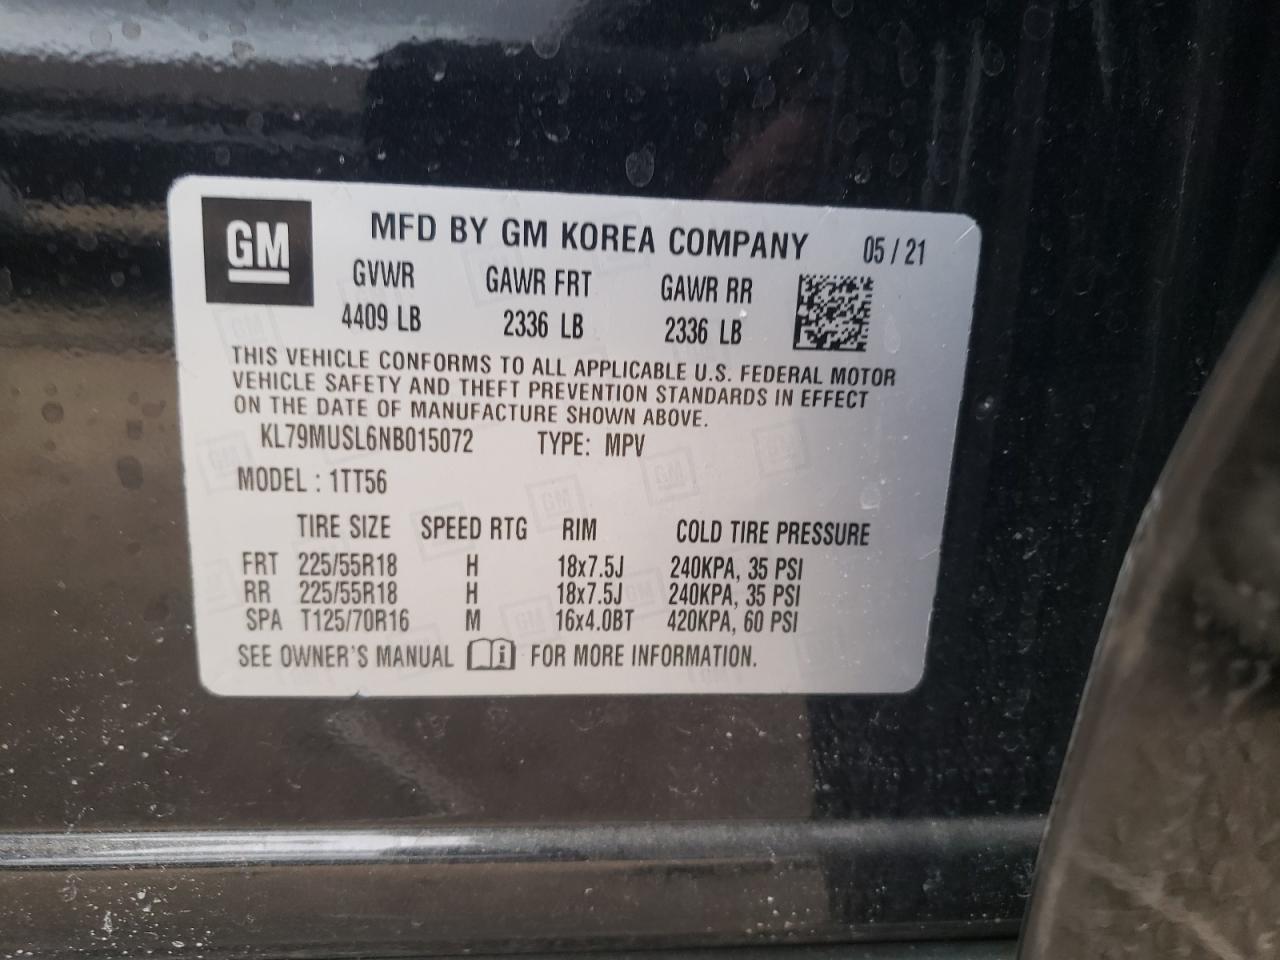 GM
MFD BY GM KOREA COMPANY 05 / 21
GVWR GAWR FRT GAWR RR
4409 LB 2336 LB 2336 LB
THIS VEHICLE CONFORMS TO ALL APPLICABLE U.S. FEDERAL MOTOR
VEHICLE SAFETY AND THEFT PREVENTION STANDARDS IN EFFECT
ON THE DATE OF MANUFACTURE SHOWN ABOVE.
KL79MUSL6NB015072 TYPE: MPV
MODEL : 1TT56
TIRE SIZE SPEED RTG RIM COLD TIRE PRESSURE
FRT 225/55R18 H 18x7.5J 240KPA, 35 PSI
RR 225/55R18 H 18x7.5J 240KPA, 35 PSI
SPA T125/70R16 M 16x4.0BT 420KPA, 60 PSI
SEE OWNER'S MANUAL i FOR MORE INFORMATION.